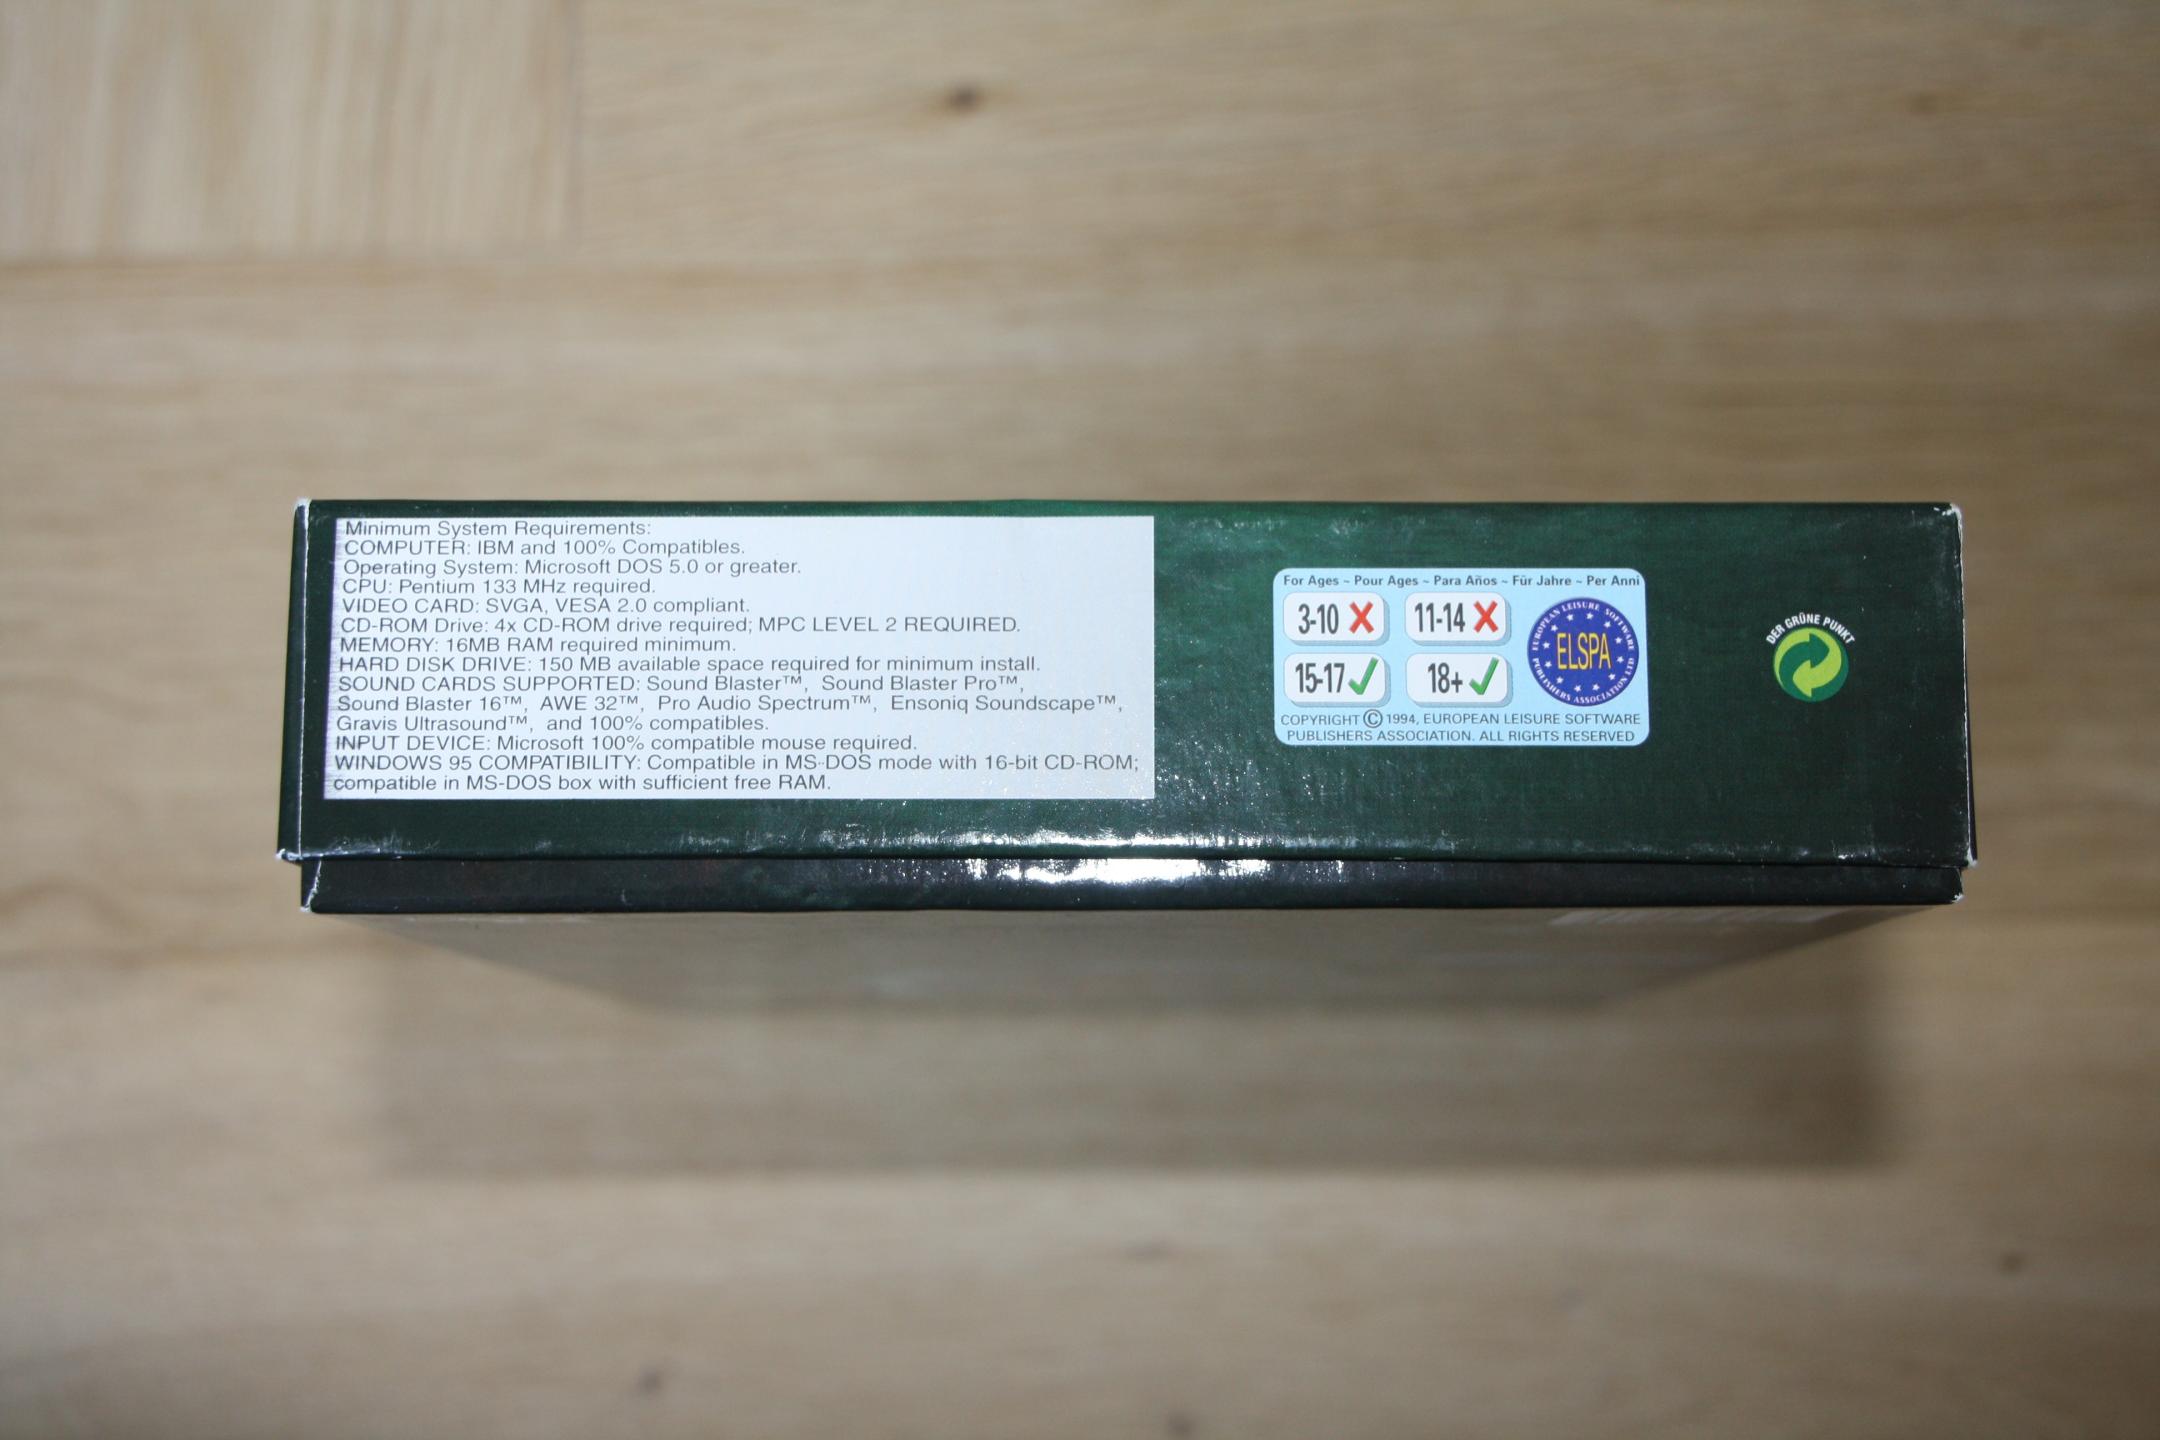 Minimum System Requirements:
COMPUTER: IBM and 100% Compatibles.
Operating System: Microsoft DOS 5.0 or greater.
CPU: Pentium 133 MHz required.
VIDEO CARD: SVGA, VESA 2.0 compliant.
CD-ROM Drive: 4x CD-ROM drive required; MPC LEVEL 2 REQUIRED.
MEMORY: 16MB RAM required minimum.
HARD DISK DRIVE: 150 MB available space required for minimum install.
SOUND CARDS SUPPORTED: Sound Blaster™, Sound Blaster Pro™,
Sound Blaster 16™, AWE 32™, Pro Audio Spectrum™, Ensoniq Soundscape™,
Gravis Ultrasound™, and 100% compatibles.
INPUT DEVICE: Microsoft 100% compatible mouse required.
WINDOWS 95 COMPATIBILITY: Compatible in MS-DOS mode with 16-bit CD-ROM;
compatible in MS-DOS box with sufficient free RAM.
For Ages ~ Pour Ages ~ Para Años ~ Für Jahre ~ Per Anni
3-10 11-14
15-17 18+
EUROPEAN LEISURE SOFTWARE
ELSPA
PUBLISHERS ASSOCIATION LTD
COPYRIGHT © 1994, EUROPEAN LEISURE SOFTWARE
PUBLISHERS ASSOCIATION. ALL RIGHTS RESERVED
DER GRÜNE PUNKT